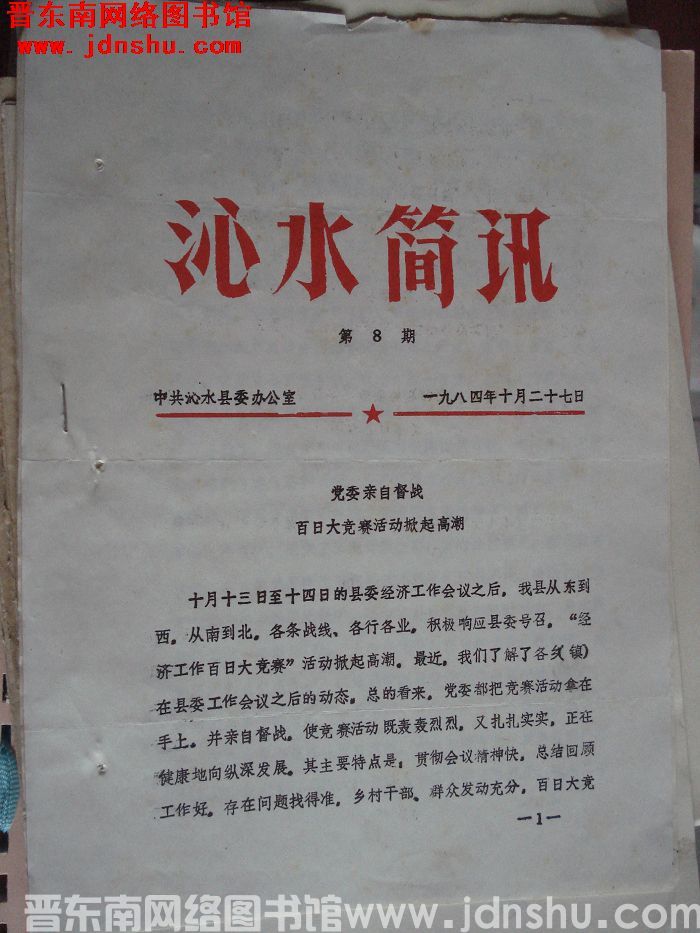 晋东南网络图书馆
www.jdnshu.com
沁水简讯
第 8 期
中共沁水县委办公室 一九八四年十月二十七日
党委亲自督战
百日大竞赛活动掀起高潮
十月十三日至十四日的县委经济工作会议之后，我县从东到
西，从南到北，各条战线、各行各业，积极响应县委号召，“经
济工作百日大竞赛”活动掀起高潮。最近，我们了解了各乡（镇）
在县委工作会议之后的动态。总的看来，党委都把竞赛活动拿在
手上，并亲自督战，使竞赛活动既轰轰烈烈，又扎扎实实，正在
健康地向纵深发展。其主要特点是：贯彻会议精神快，总结回顾
工作好，存在问题找得准，乡村干部、群众发动充分，百日大竞
—1—
晋东南网络图书馆www.jdnshu.com